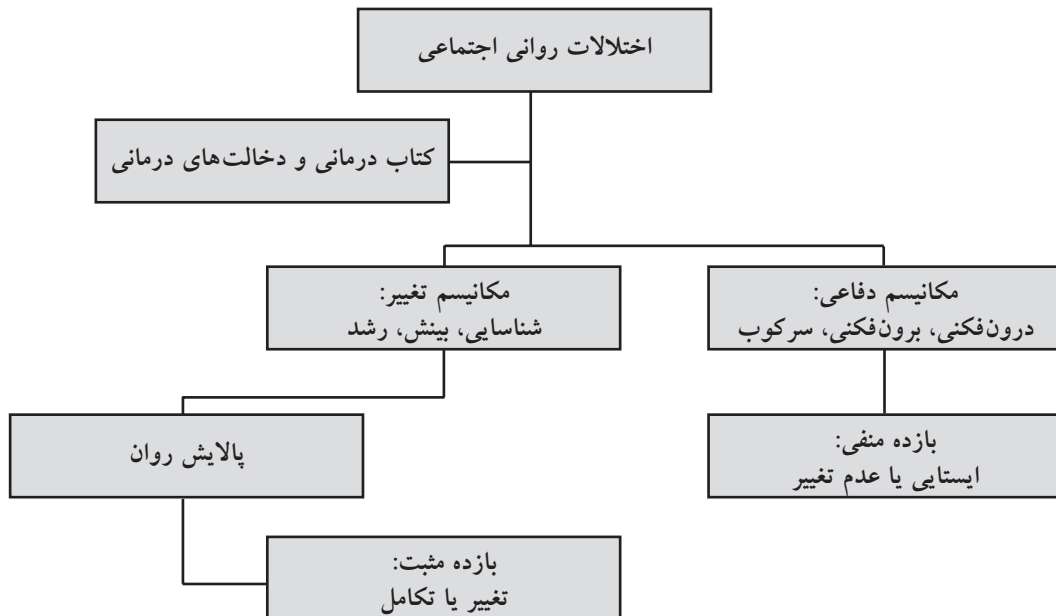 اختلالات روانی اجتماعی
کتاب درمانی و دخالت‌های درمانی
مکانیسم دفاعی:
درون‌فکنی، برون‌فکنی، سرکوب
مکانیسم تغییر:
شناسایی، بینش، رشد
بازده منفی:
ایستایی یا عدم تغییر
پالایش روان
بازده مثبت:
تغییر یا تکامل